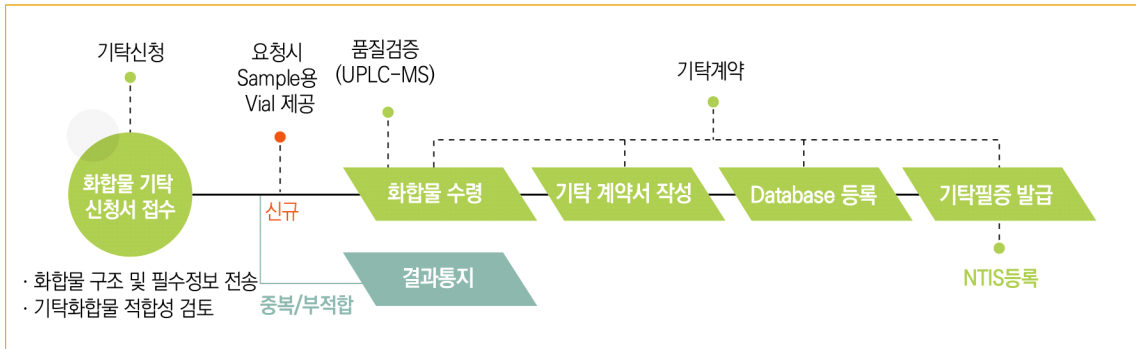 기탁신청
요청시
Sample용
Vial 제공
품질검증
(UPLC-MS)
기탁계약
화합물 기탁
신청서 접수
신규
화합물 수령
기탁 계약서 작성
Database 등록
기탁필증 발급
· 화합물 구조 및 필수정보 전송
· 기탁화합물 적합성 검토
중복/부적합
결과통지
NTIS등록